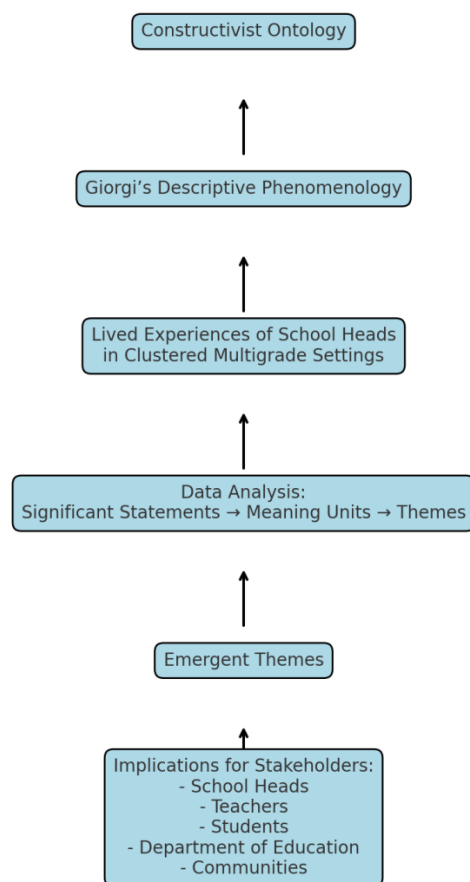 Constructivist Ontology
Giorgi’s Descriptive Phenomenology
Lived Experiences of School Heads
in Clustered Multigrade Settings
Data Analysis:
Significant Statements → Meaning Units → Themes
Emergent Themes
Implications for Stakeholders:
- School Heads
- Teachers
- Students
- Department of Education
- Communities